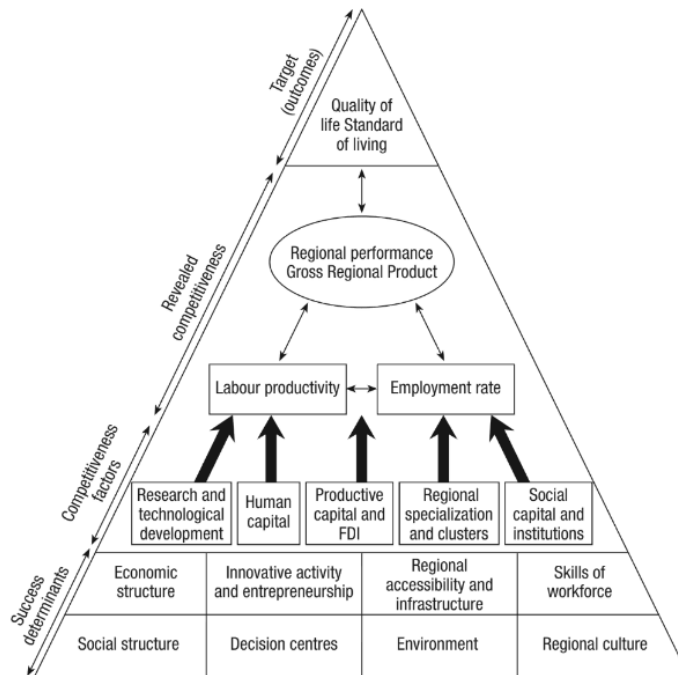 Target
(outcomes)
Quality of
life Standard
of living
Revealed
competitiveness
Regional performance
Gross Regional Product
Labour productivity
Employment rate
Competitiveness
factors
Research and
technological
development
Human
capital
Productive
capital and
FDI
Regional
specialization
and clusters
Social
capital and
institutions
Success
determinants
Economic
structure
Innovative activity
and entrepreneurship
Regional
accessibility and
infrastructure
Skills of
workforce
Social structure
Decision centres
Environment
Regional culture